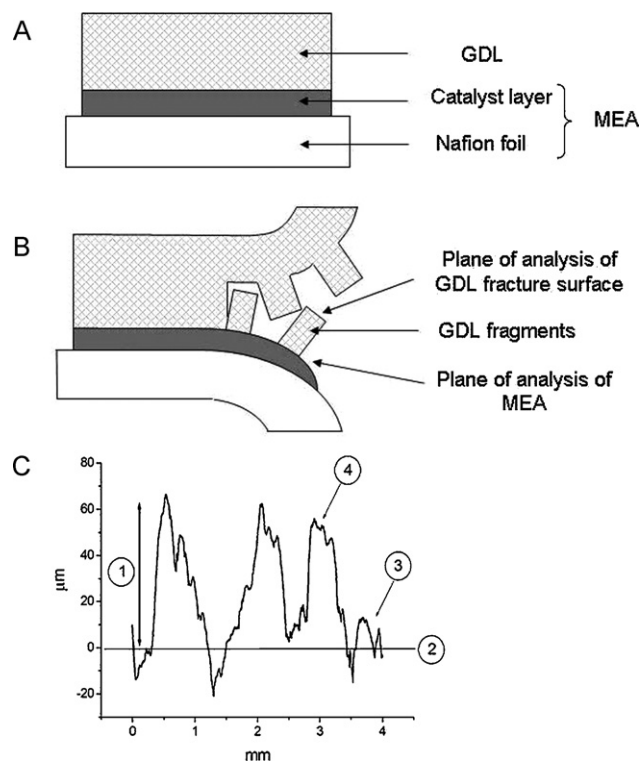 A
GDL
Catalyst layer
MEA
Nafion foil
B
Plane of analysis of
GDL fracture surface
GDL fragments
Plane of analysis of
MEA
C
80
60
40
20
0
-20
µm
0
1
2
3
4
mm
1
2
3
4